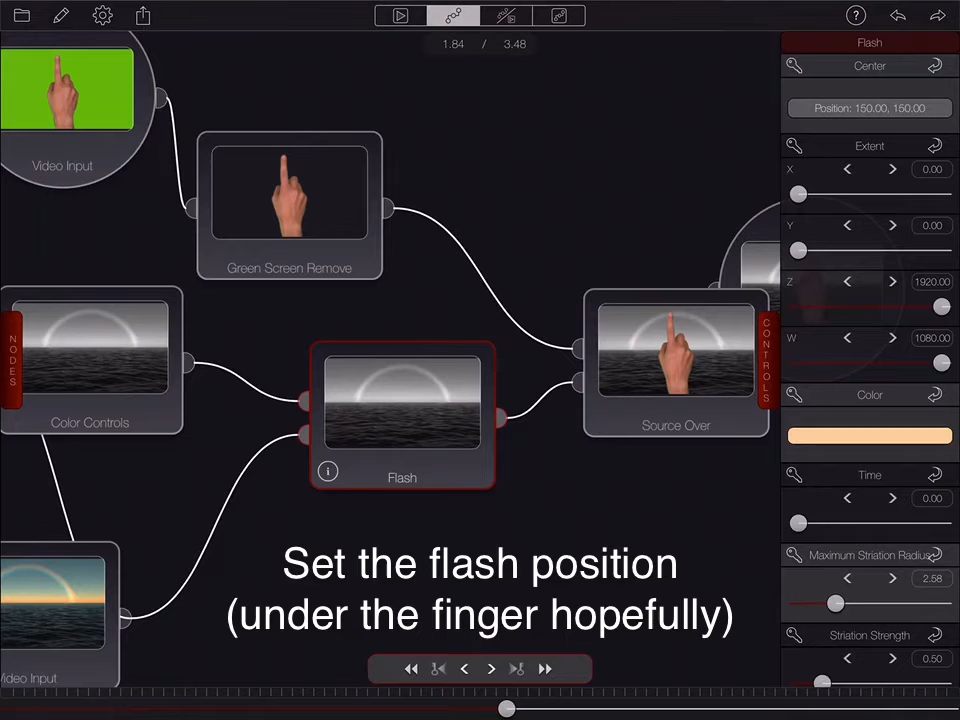 1.84 / 3.48
Flash
Center
Position: 150.00, 150.00
Extent
X 0.00
Y 0.00
Z 1920.00
W 1080.00
Color
Time
0.00
Maximum Striation Radius
2.58
Striation Strength
0.50
Video Input
Green Screen Remove
NODES
Color Controls
CONTROLS
Source Over
i
Flash
Video Input
Set the flash position
(under the finger hopefully)